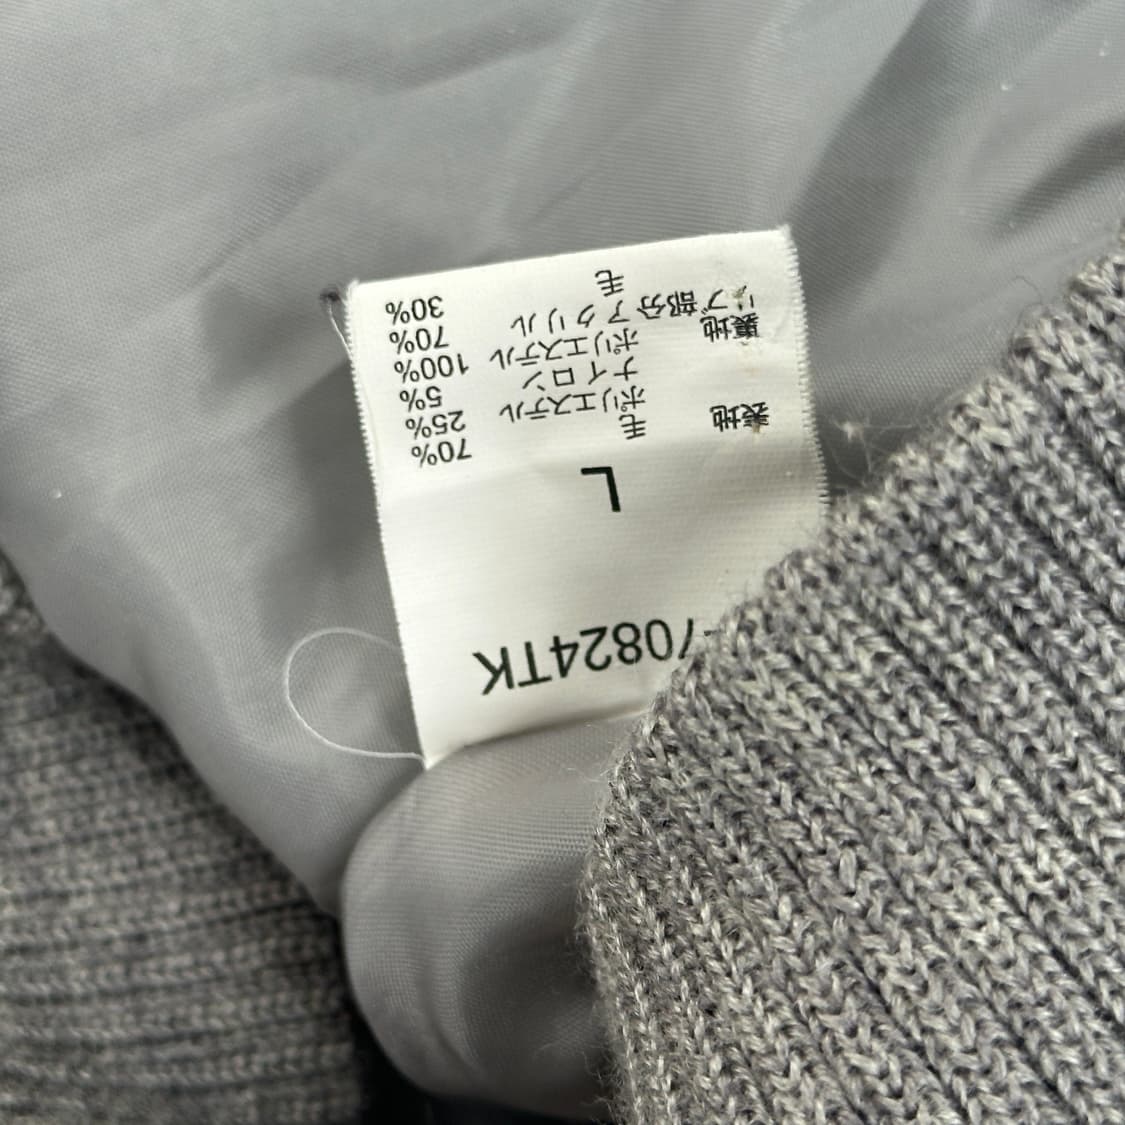 70824TK
L
表地 毛 70%
ポリエステル 25%
ナイロン 5%
裏地 ポリエステル 100%
リブ部分 アクリル 70%
毛 30%